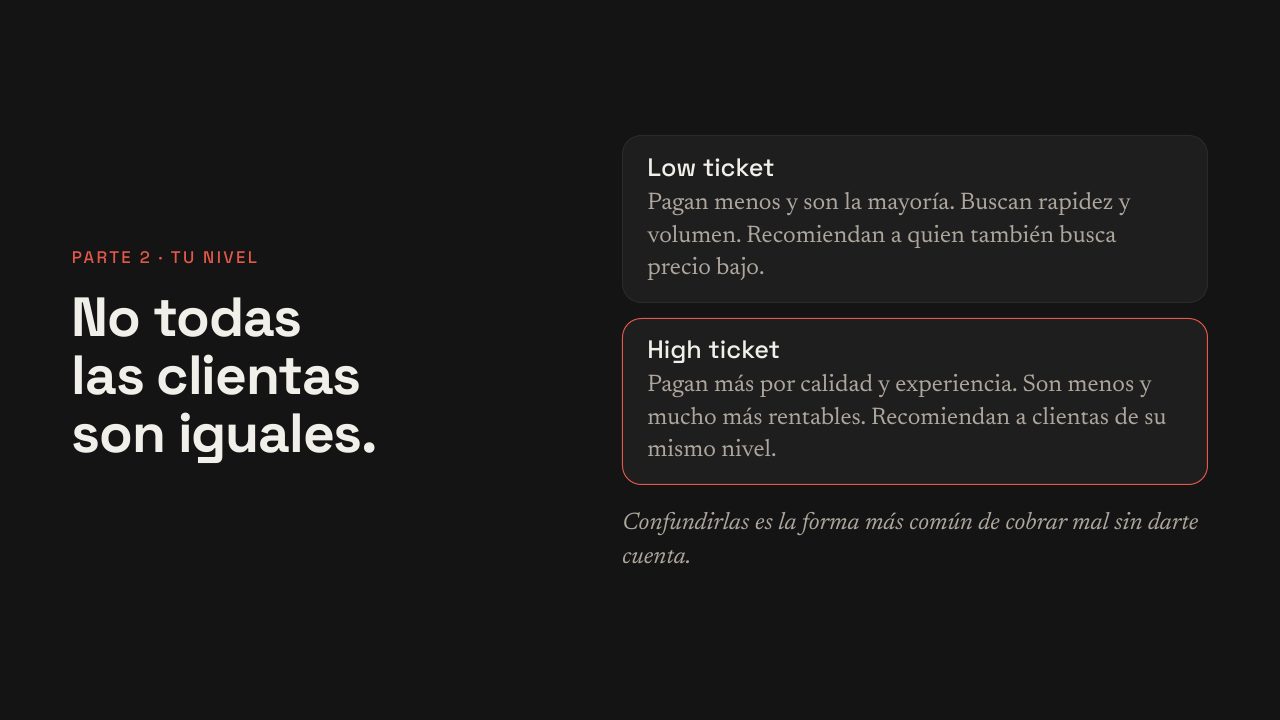 PARTE 2 · TU NIVEL
No todas
las clientas
son iguales.
Low ticket
Pagan menos y son la mayoría. Buscan rapidez y
volumen. Recomiendan a quien también busca
precio bajo.
High ticket
Pagan más por calidad y experiencia. Son menos y
mucho más rentables. Recomiendan a clientas de su
mismo nivel.
Confundirlas es la forma más común de cobrar mal sin darte
cuenta.